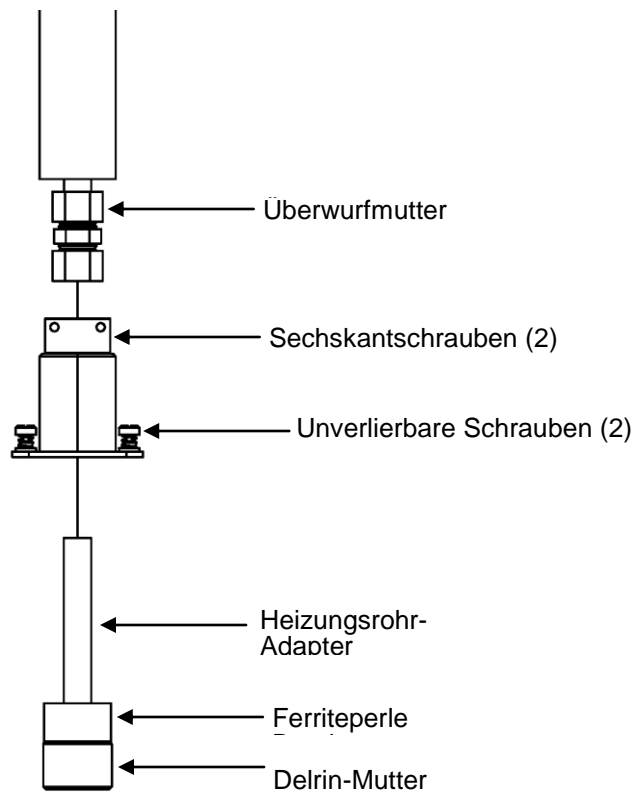 Überwurfmutter
Sechskantschrauben (2)
Unverlierbare Schrauben (2)
Heizungsrohr-
Adapter
Ferriteperle
Delrin-Mutter